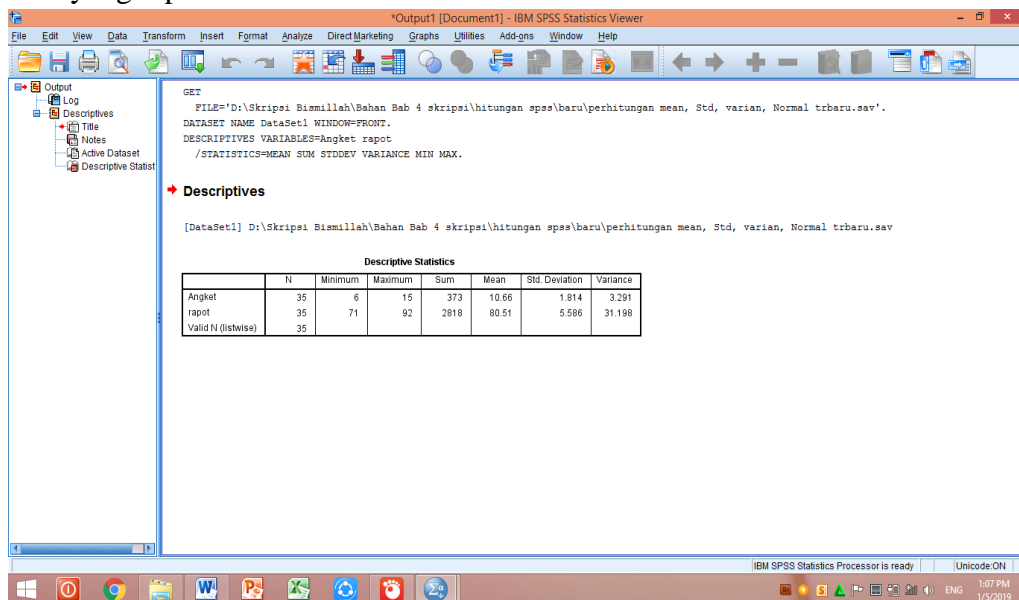 *Output1 [Document1] - IBM SPSS Statistics Viewer
File Edit View Data Transform Insert Format Analyze Direct Marketing Graphs Utilities Add-ons Window Help
Output
Log
Descriptives
Title
Notes
Active Dataset
Descriptive Statist
GET
FILE='D:\Skripsi Bismillah\Bahan Bab 4 skripsi\hitungan spss\baru\perhitungan mean, Std, varian, Normal trbaru.sav'.
DATASET NAME DataSet1 WINDOW=FRONT.
DESCRIPTIVES VARIABLES=Angket rapot
/STATISTICS=MEAN SUM STDDEV VARIANCE MIN MAX.
Descriptives
[DataSet1] D:\Skripsi Bismillah\Bahan Bab 4 skripsi\hitungan spss\baru\perhitungan mean, Std, varian, Normal trbaru.sav
Descriptive Statistics
N Minimum Maximum Sum Mean Std. Deviation Variance
Angket 35 6 15 373 10.66 1.814 3.291
rapot 35 71 92 2818 80.51 5.586 31.198
Valid N (listwise) 35
IBM SPSS Statistics Processor is ready Unicode:ON
ENG 1:07 PM
1/5/2019